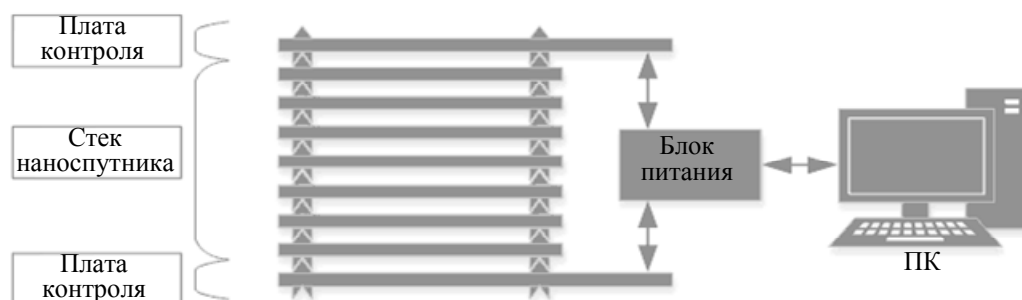 Плата
контроля
Стек
наноспутника
Плата
контроля
Блок
питания
ПК